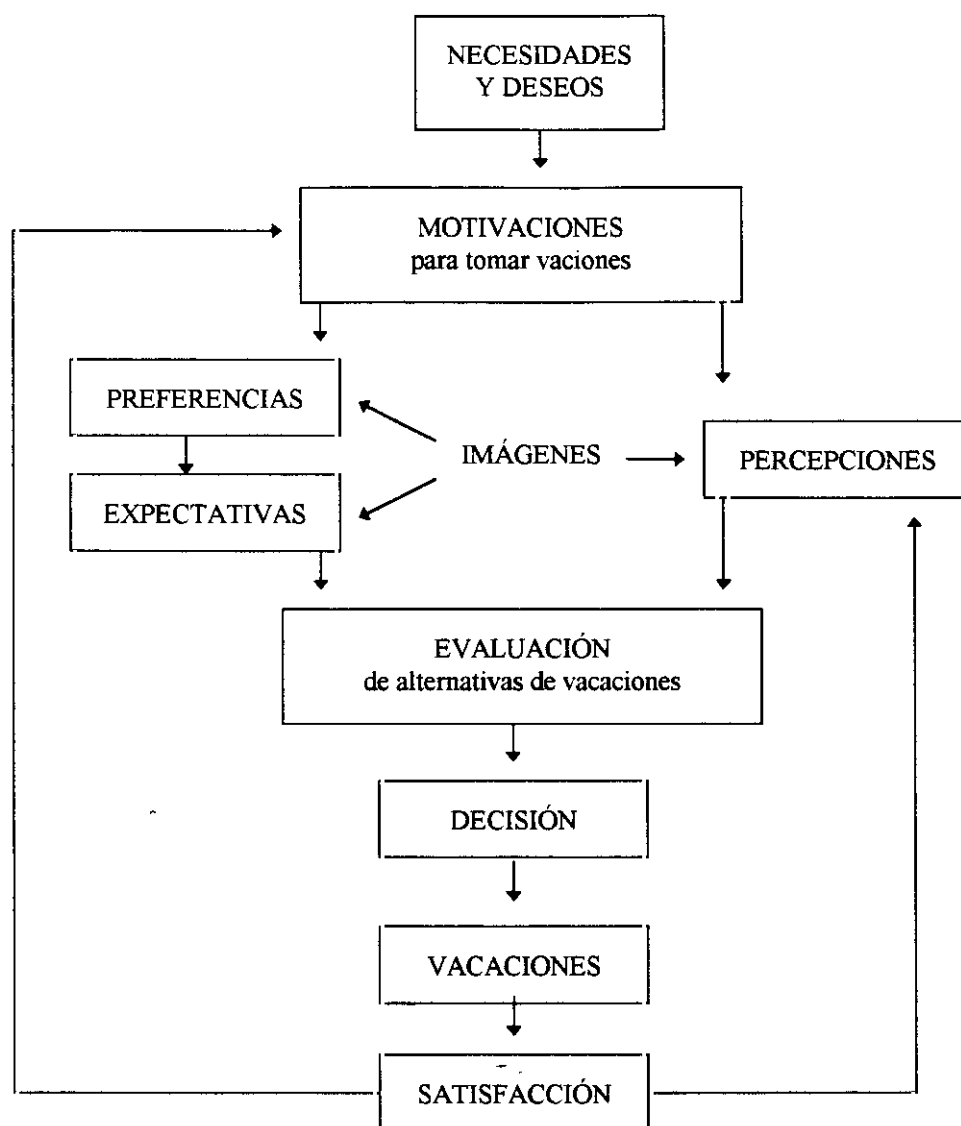 NECESIDADES
Y DESEOS
MOTIVACIONES
para tomar vaciones
PREFERENCIAS
IMÁGENES
PERCEPCIONES
EXPECTATIVAS
EVALUACIÓN
de alternativas de vacaciones
DECISIÓN
VACACIONES
SATISFACCIÓN